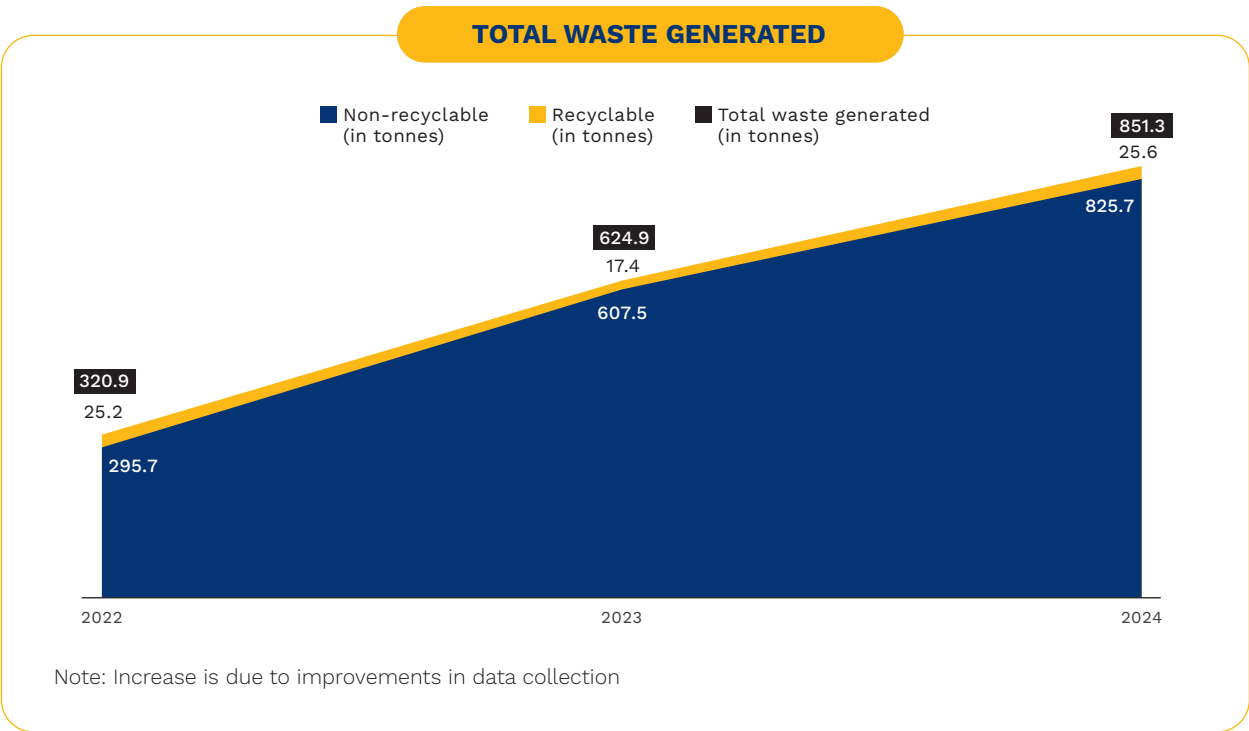 TOTAL WASTE GENERATED
Non-recyclable
(in tonnes)
Recyclable
(in tonnes)
Total waste generated
(in tonnes)
851.3
25.6
825.7
624.9
17.4
607.5
320.9
25.2
295.7
2022
2023
2024
Note: Increase is due to improvements in data collection